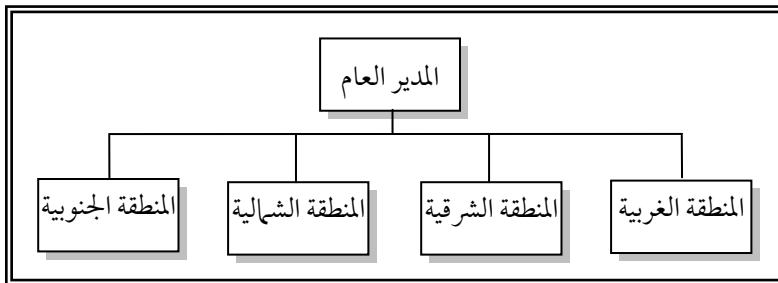 المدير العام
المنطقة الغربية
المنطقة الشرقية
المنطقة الشمالية
المنطقة الجنوبية